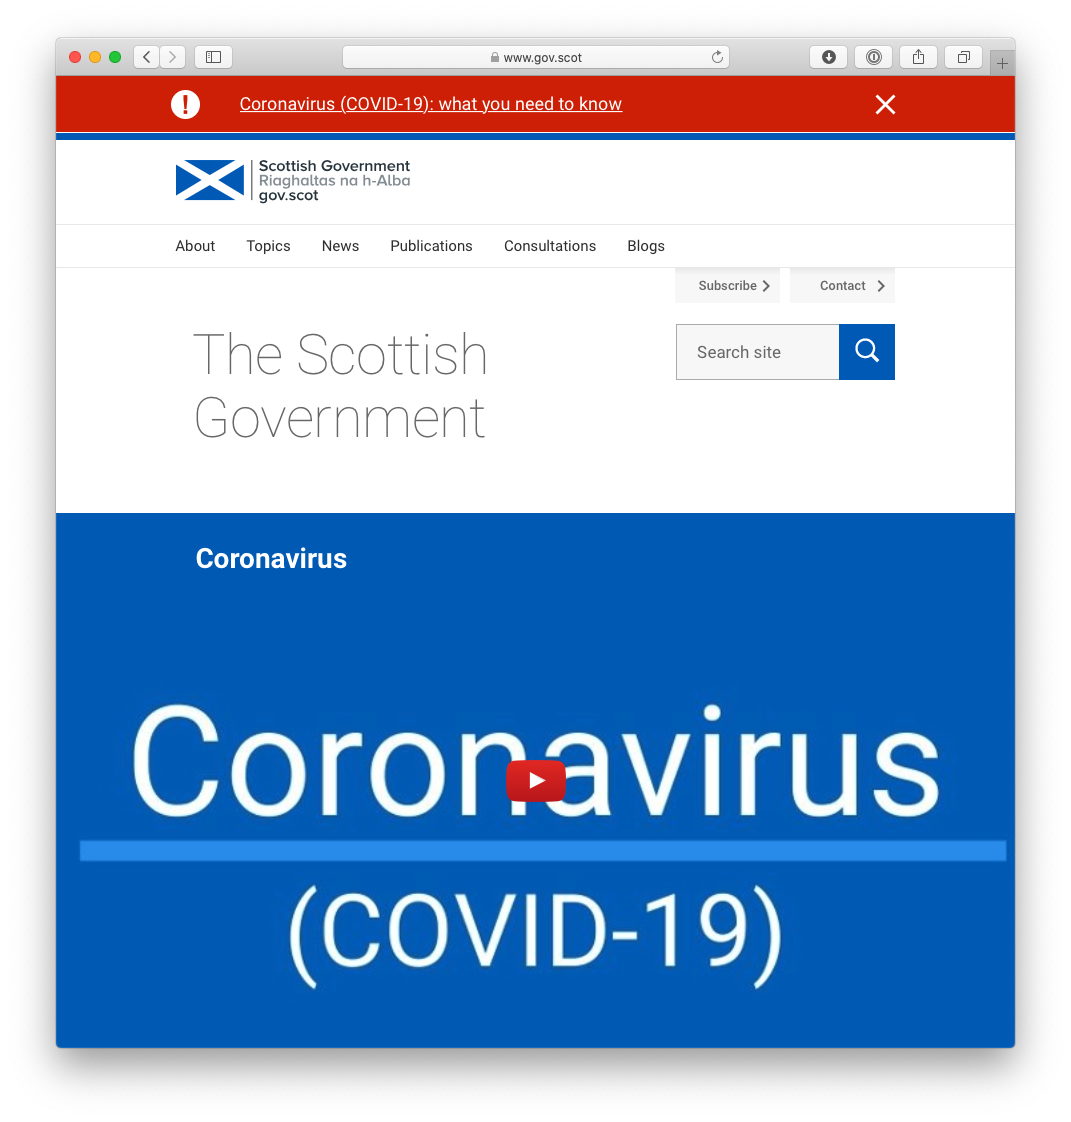 www.gov.scot
Coronavirus (COVID-19): what you need to know
Scottish Government
Riaghaltas na h-Alba
gov.scot
About Topics News Publications Consultations Blogs
Subscribe Contact
The Scottish
Government
Search site
Coronavirus
Coronavirus
(COVID-19)